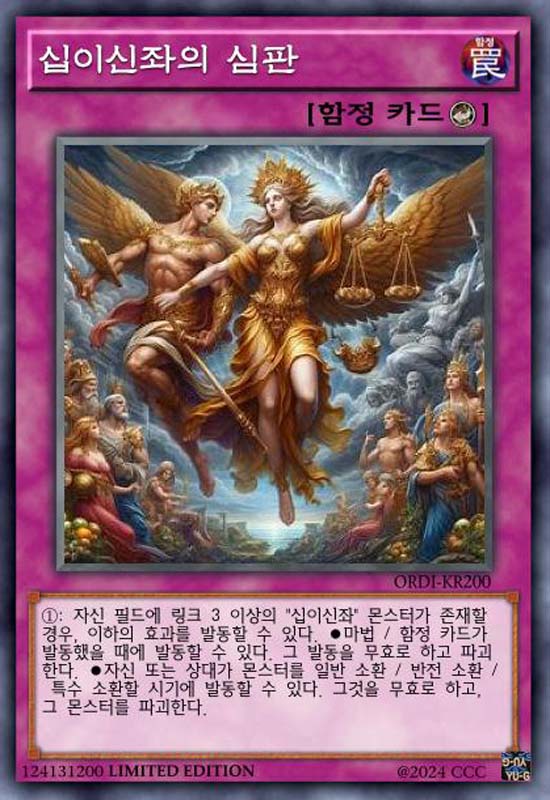 십이신좌의 심판
함정
罠
[함정 카드]
ORDI-KR200
①: 자신 필드에 링크 3 이상의 "십이신좌" 몬스터가 존재할
경우, 이하의 효과를 발동할 수 있다. ●마법 / 함정 카드가
발동했을 때에 발동할 수 있다. 그 발동을 무효로 하고 파괴
한다. ●자신 또는 상대가 몬스터를 일반 소환 / 반전 소환 /
특수 소환할 시기에 발동할 수 있다. 그것을 무효로 하고,
그 몬스터를 파괴한다.
124131200 LIMITED EDITION
@2024 CCC
YU-G